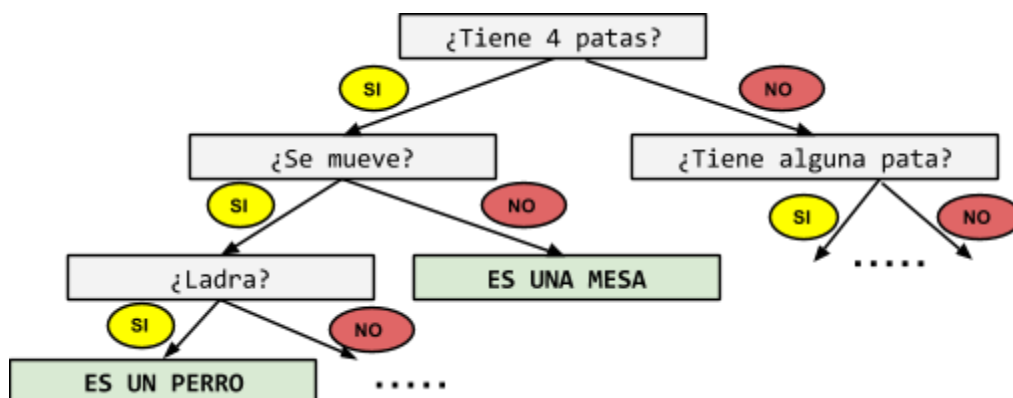 ¿Tiene 4 patas?
SI
NO
¿Se mueve?
¿Tiene alguna pata?
SI
NO
SI
NO
¿Ladra?
ES UNA MESA
.....
SI
NO
ES UN PERRO
.....